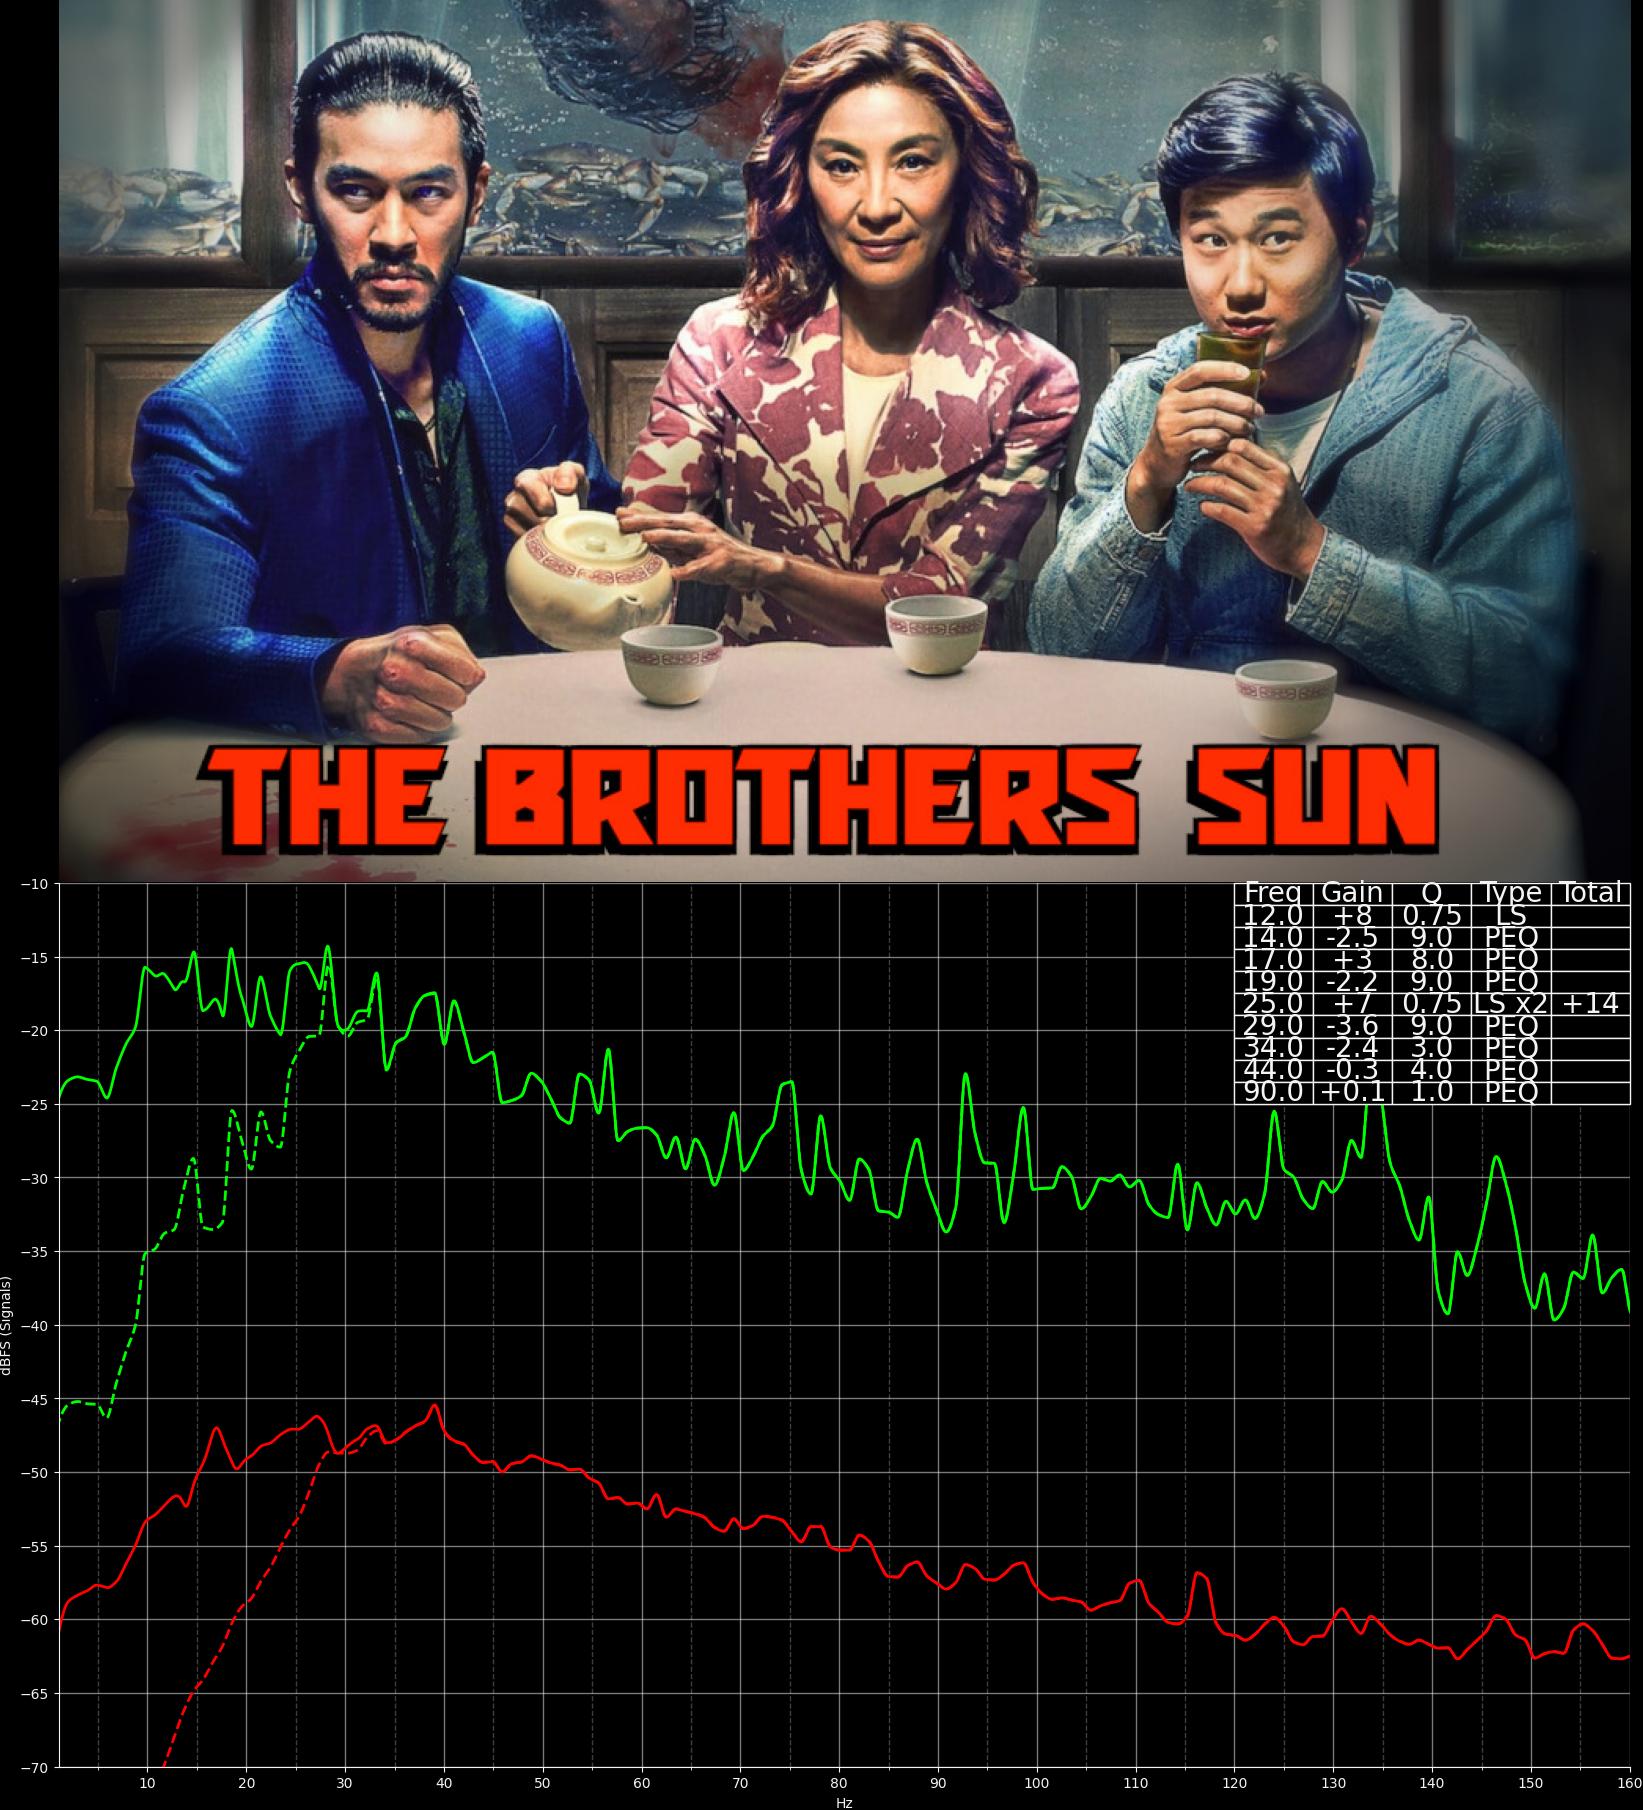 THE BROTHERS SUN
Freq Gain Q Type Total
12.0 +8 0.75 LS
14.0 -2.5 9.0 PEQ
17.0 +3 8.0 PEQ
19.0 -2.2 9.0 PEQ
25.0 +7 0.75 LS x2 +14
29.0 -3.6 9.0 PEQ
34.0 -2.4 3.0 PEQ
44.0 -0.3 4.0 PEQ
90.0 +0.1 1.0 PEQ
−10
−15
−20
−25
−30
−35
−40
−45
−50
−55
−60
−65
−70
dBFS (Signals)
10 20 30 40 50 60 70 80 90 100 110 120 130 140 150 160
Hz